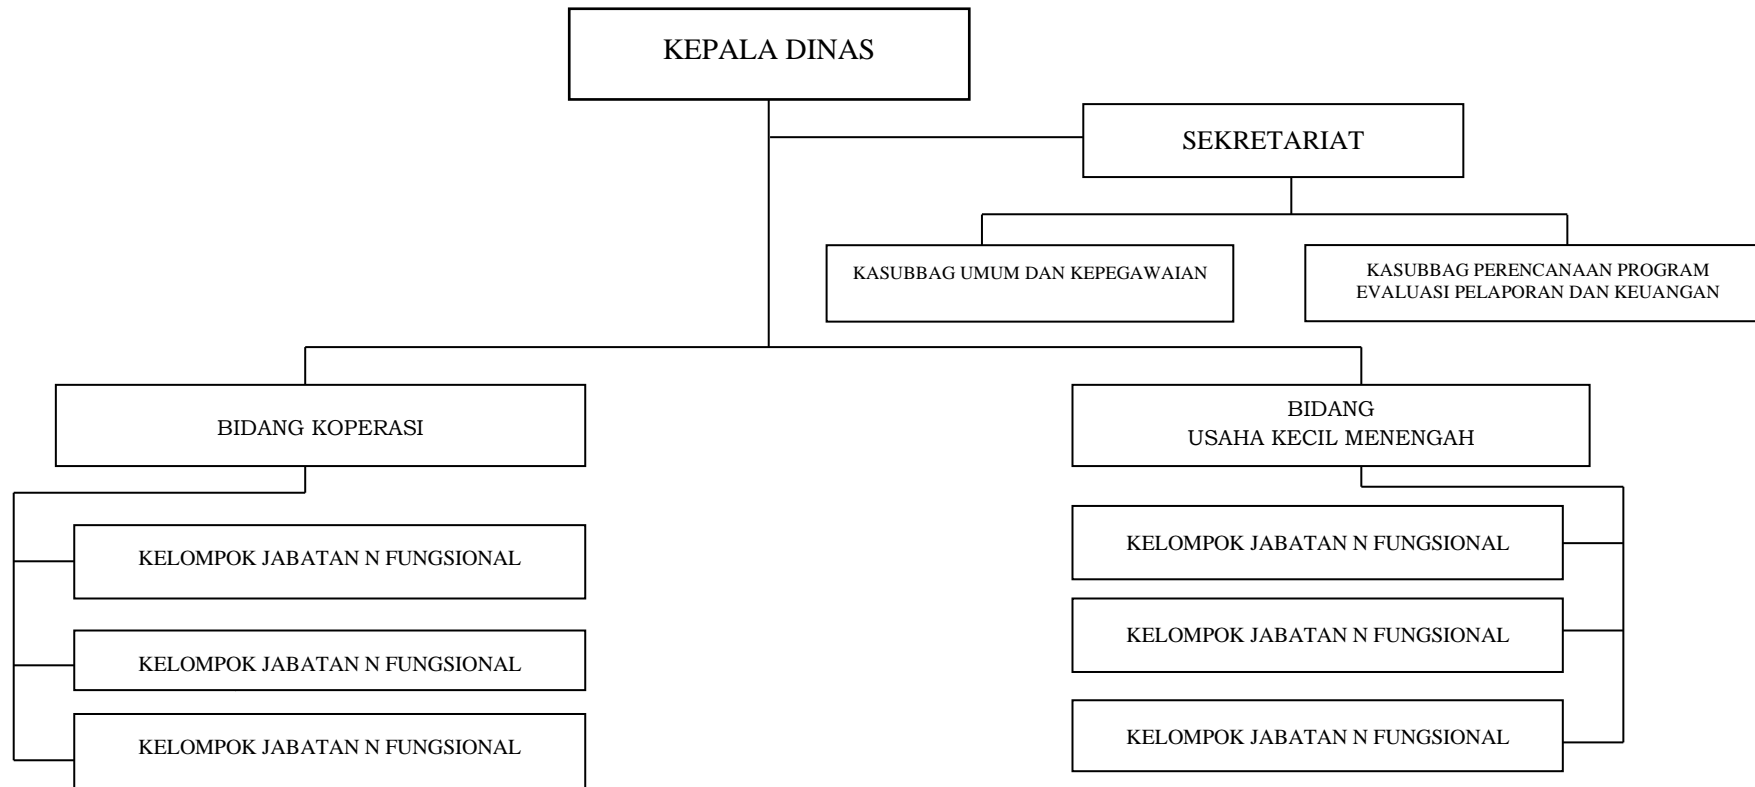 KEPALA DINAS
SEKRETARIAT
KASUBBAG UMUM DAN KEPEGAWAIAN
KASUBBAG PERENCANAAN PROGRAM
EVALUASI PELAPORAN DAN KEUANGAN
BIDANG KOPERASI
BIDANG
USAHA KECIL MENENGAH
KELOMPOK JABATAN N FUNGSIONAL
KELOMPOK JABATAN N FUNGSIONAL
KELOMPOK JABATAN N FUNGSIONAL
KELOMPOK JABATAN N FUNGSIONAL
KELOMPOK JABATAN N FUNGSIONAL
KELOMPOK JABATAN N FUNGSIONAL